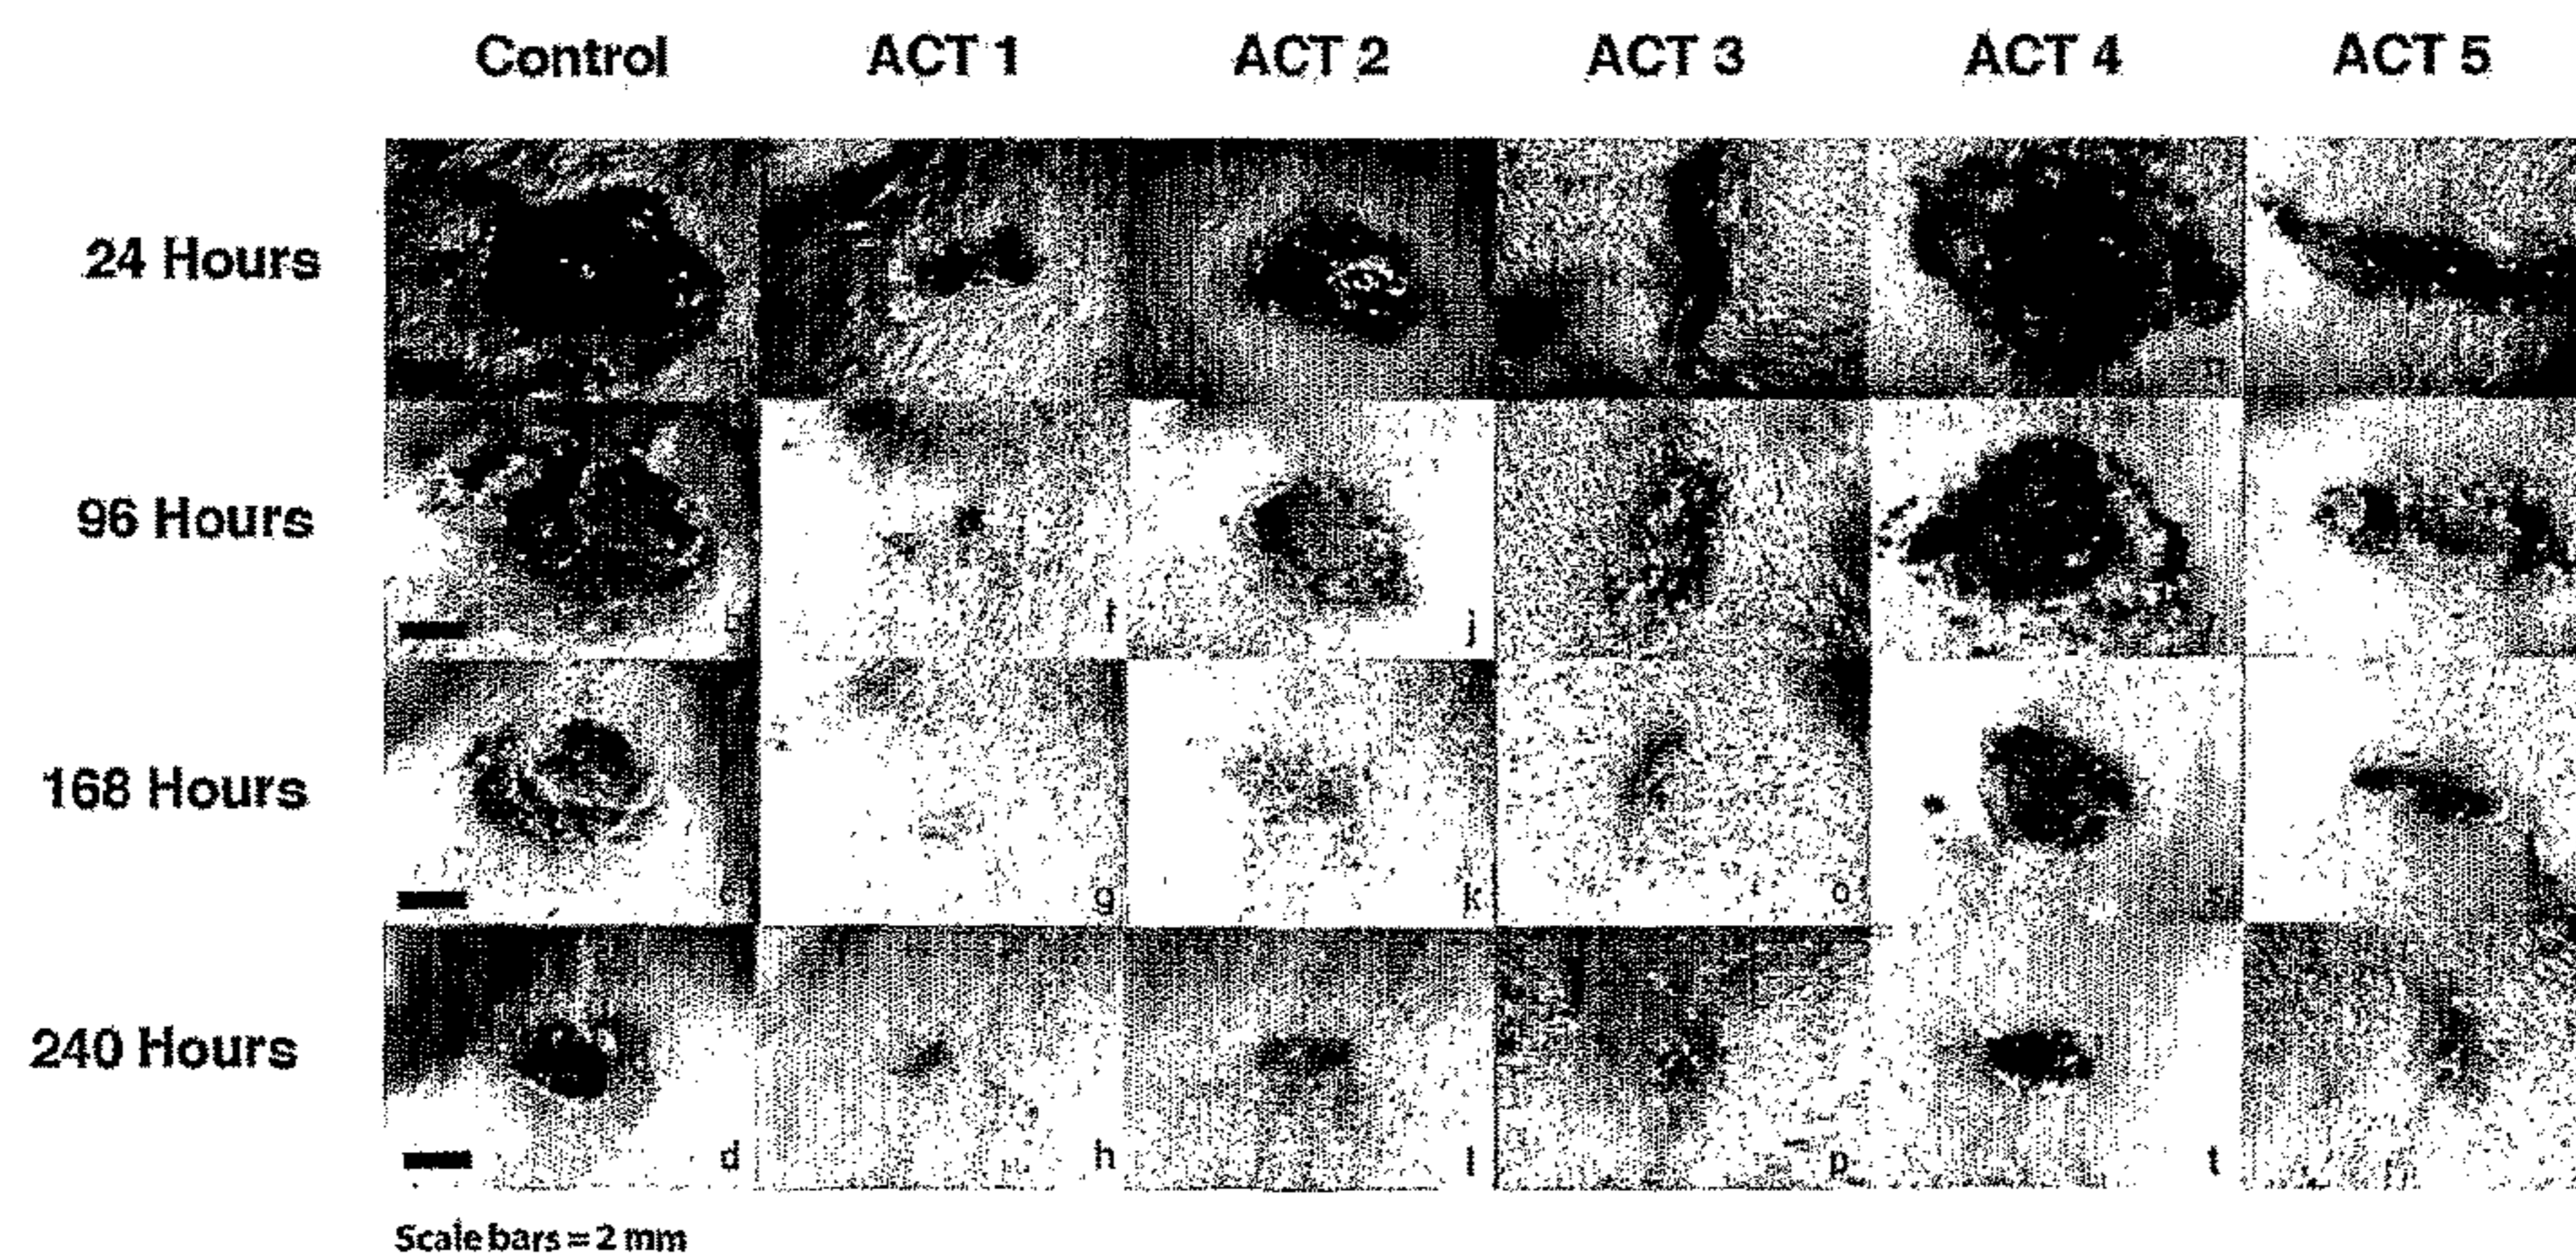 Control ACT 1 ACT 2 ACT 3 ACT 4 ACT 5
24 Hours
96 Hours
b f j
168 Hours
c g k o s
240 Hours
d h l p t
Scale bars = 2 mm